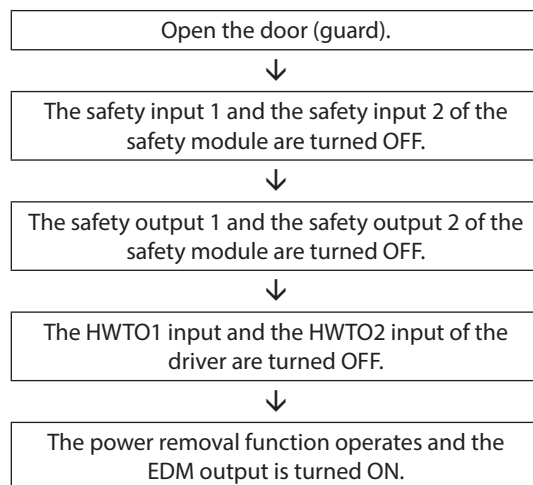 Open the door (guard).
The safety input 1 and the safety input 2 of the
safety module are turned OFF.
The safety output 1 and the safety output 2 of the
safety module are turned OFF.
The HWTO1 input and the HWTO2 input of the
driver are turned OFF.
The power removal function operates and the
EDM output is turned ON.